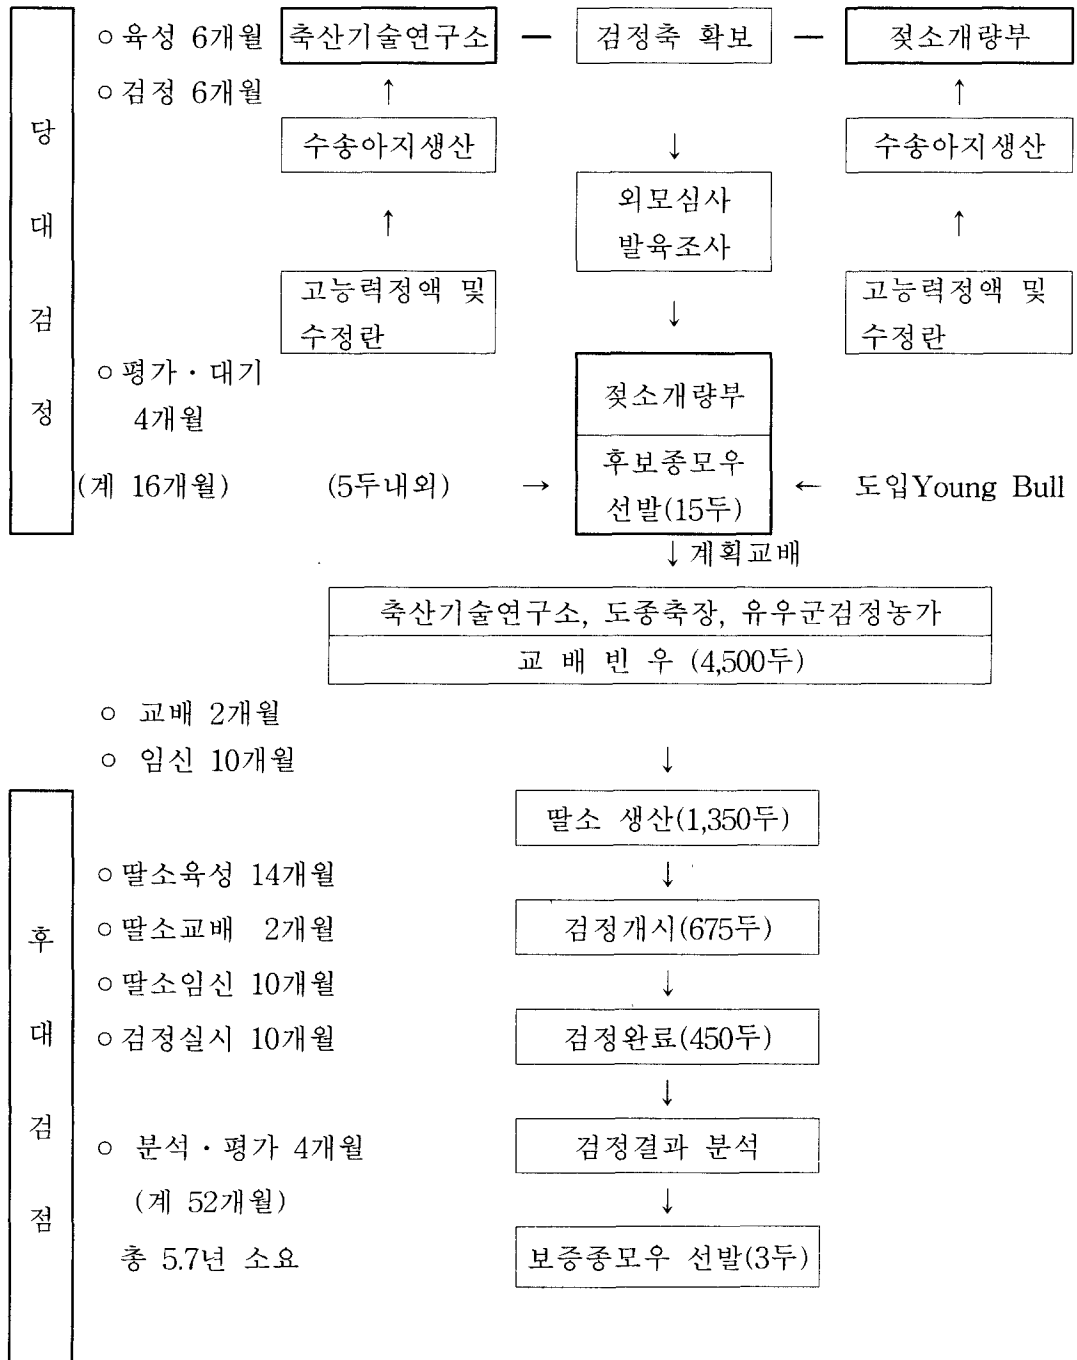 당대검정
○육성 6개월 축산기술연구소 — 검정축 확보 — 젖소개량부
○검정 6개월 ↑ ↑
수송아지생산 ↓ 수송아지생산
외모심사
발육조사
↑ ↑
고능력정액 및 수정란 ↓ 고능력정액 및 수정란
○평가·대기
4개월
젖소개량부
후보종모우
선발(15두)
(계 16개월) (5두내외) → ← 도입Young Bull
↓계획교배
축산기술연구소, 도종축장, 유우군검정농가
교 배 빈 우 (4,500두)
○ 교배 2개월
○ 임신 10개월 ↓
후대검점
딸소 생산(1,350두)
○딸소육성 14개월 ↓
○딸소교배 2개월 검정개시(675두)
○딸소임신 10개월 ↓
○검정실시 10개월 검정완료(450두)
↓
○ 분석·평가 4개월 검정결과 분석
(계 52개월) ↓
총 5.7년 소요 보증종모우 선발(3두)